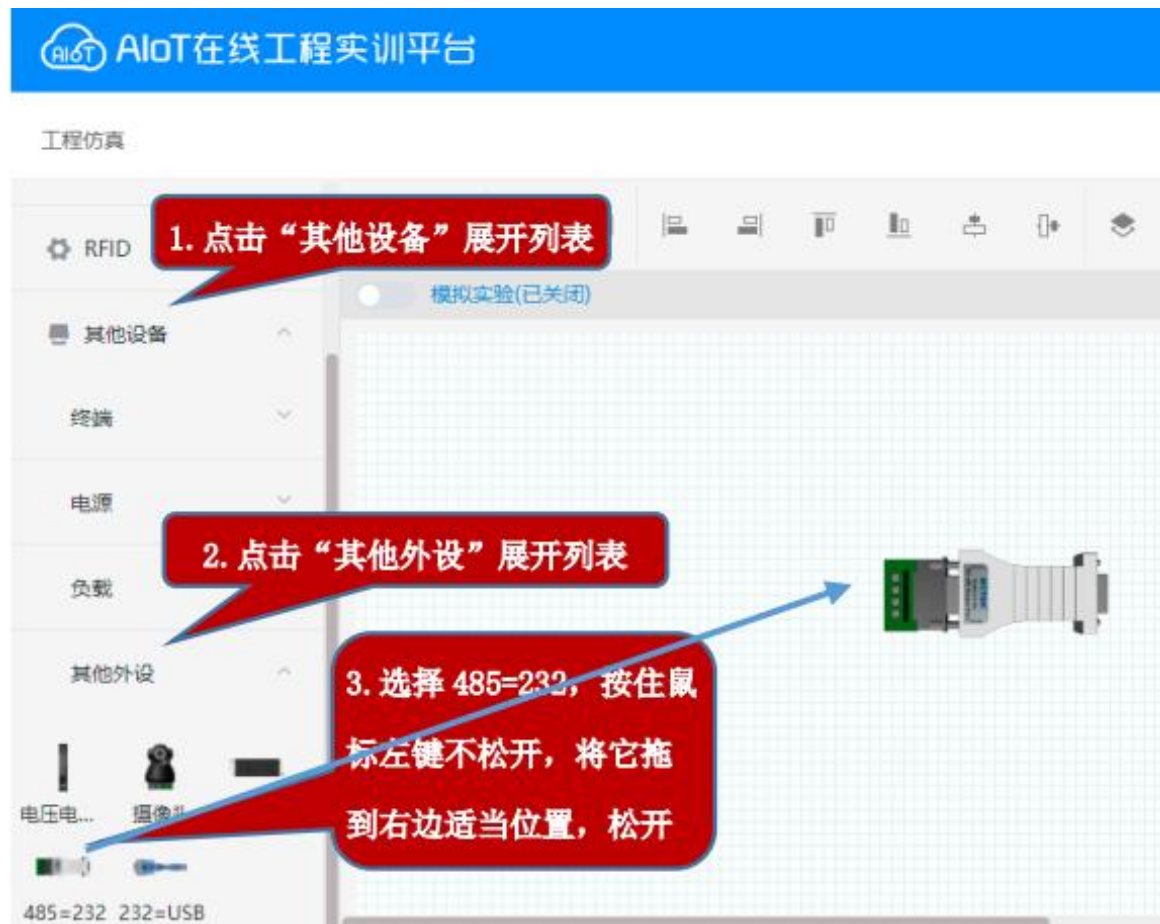 AIoT AIoT在线工程实训平台
工程仿真
RFID
1.点击“其他设备”展开列表
模拟实验(已关闭)
其他设备
终端
电源
2.点击“其他外设”展开列表
负载
其他外设
3.选择 485=232，按住鼠
标左键不松开，将它拖
到右边适当位置，松开
电压电... 摄像
485=232 232=USB